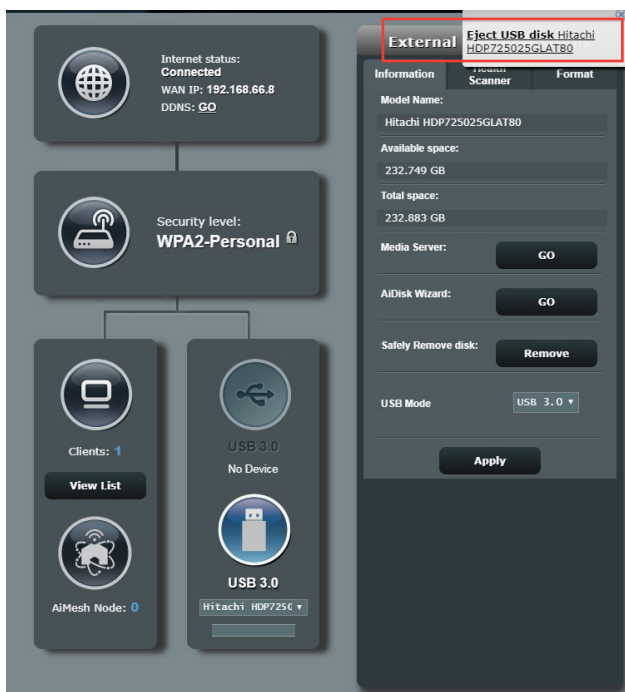 Internet status:
Connected
WAN IP: 192.168.66.8
DDNS: GO
Security level:
WPA2-Personal
Clients: 1
View List
AiMesh Node: 0
USB 3.0
No Device
USB 3.0
Hitachi HDP7250
External
Eject USB disk Hitachi
HDP725025GLAT80
Information
Health
Scanner
Format
Model Name:
Hitachi HDP725025GLAT80
Available space:
232.749 GB
Total space:
232.883 GB
Media Server:
GO
AiDisk Wizard:
GO
Safely Remove disk:
Remove
USB Mode
USB 3.0
Apply